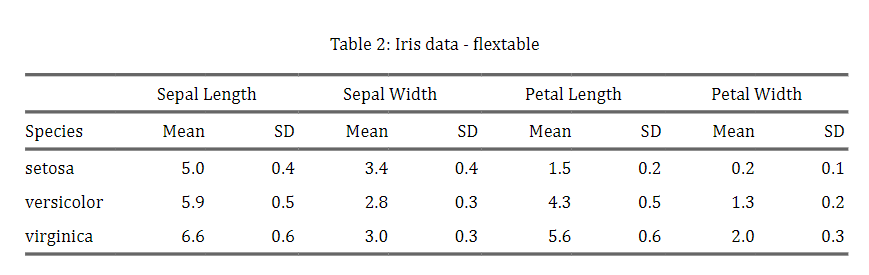 Table 2: Iris data - flextable
Sepal Length Sepal Width Petal Length Petal Width
Species Mean SD Mean SD Mean SD Mean SD
setosa 5.0 0.4 3.4 0.4 1.5 0.2 0.2 0.1
versicolor 5.9 0.5 2.8 0.3 4.3 0.5 1.3 0.2
virginica 6.6 0.6 3.0 0.3 5.6 0.6 2.0 0.3